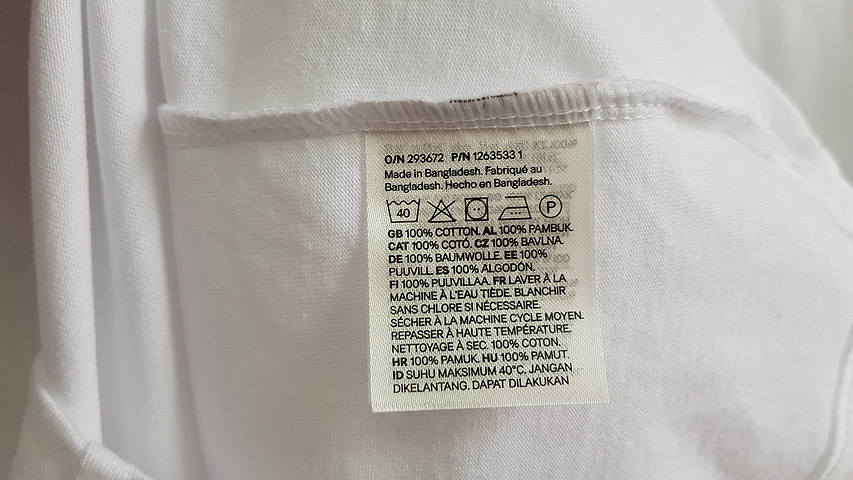 O/N 293672 P/N 1263533 1
Made in Bangladesh. Fabriqué au
Bangladesh. Hecho en Bangladesh.
40 P
GB 100% COTTON. AL 100% PAMBUK.
CAT 100% COTÓ. CZ 100% BAVLNA.
DE 100% BAUMWOLLE. EE 100%
PUUVILL. ES 100% ALGODÓN.
FI 100% PUUVILLAA. FR LAVER À LA
MACHINE À L'EAU TIÈDE. BLANCHIR
SANS CHLORE SI NÉCESSAIRE.
SÉCHER À LA MACHINE CYCLE MOYEN.
REPASSER À HAUTE TEMPÉRATURE.
NETTOYAGE À SEC. 100% COTON.
HR 100% PAMUK. HU 100% PAMUT.
ID SUHU MAKSIMUM 40°C. JANGAN
DIKELANTANG. DAPAT DILAKUKAN